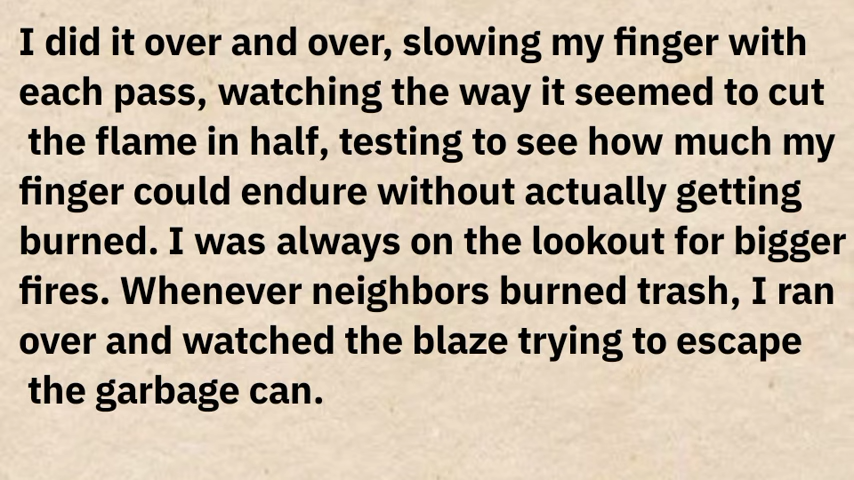 I did it over and over, slowing my finger with
each pass, watching the way it seemed to cut
the flame in half, testing to see how much my
finger could endure without actually getting
burned. I was always on the lookout for bigger
fires. Whenever neighbors burned trash, I ran
over and watched the blaze trying to escape
the garbage can.